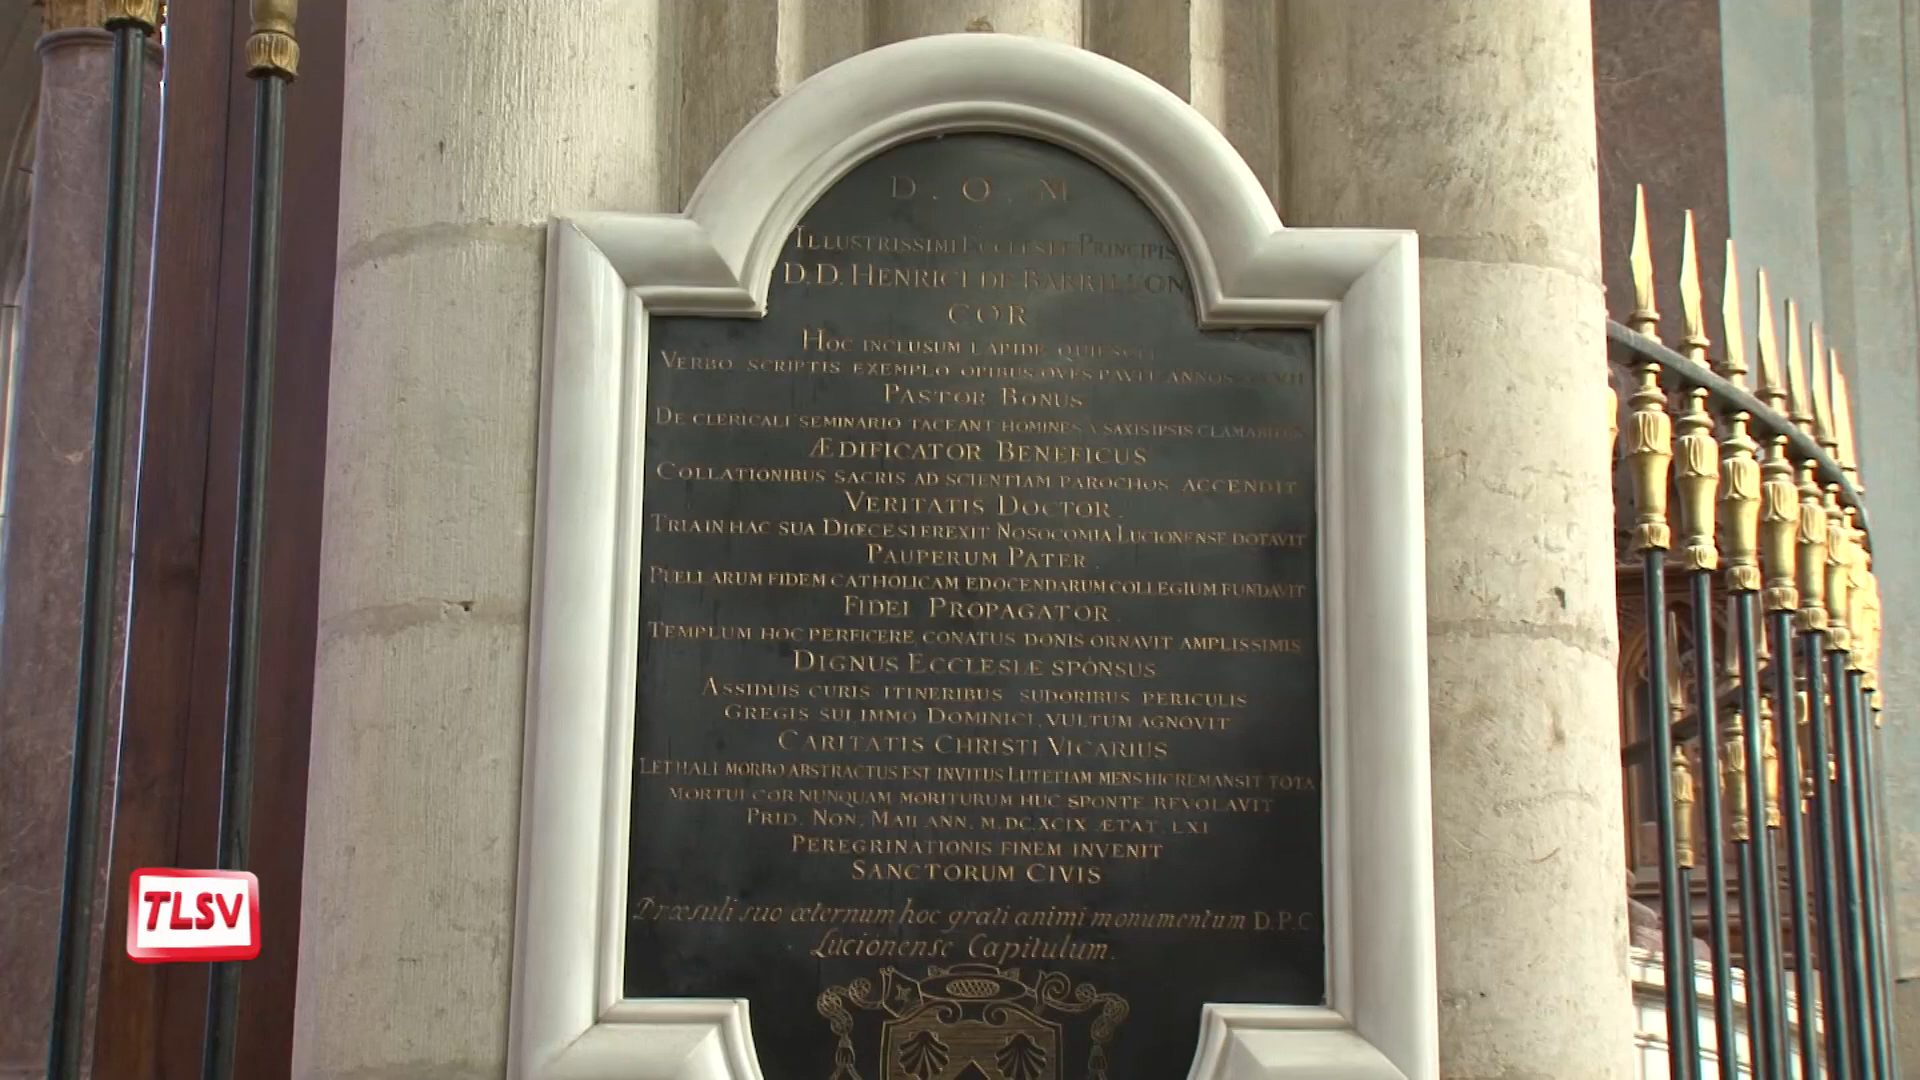 D. O. M
ILLUSTRISSIMI ECCLESIÆ PRINCIPIS
D.D. HENRICI DE BARRILLON
COR
HOC INCLUSUM LAPIDE QUIESCIT
VERBO SCRIPTIS EXEMPLO OPIBUS OVES PAVIT ANNOS
PASTOR BONUS
DE CLERICALI SEMINARIO TACEANT HOMINES A SAXIS IPSIS CLAMABITUR
ÆDIFICATOR BENEFICUS
COLLATIONIBUS SACRIS AD SCIENTIAM PAROCHOS ACCENDIT
VERITATIS DOCTOR.
TRIA IN HAC SUA DIŒCESI EREXIT NOSOCOMIA LUCIONENSE DOTAVIT
PAUPERUM PATER.
PUELLARUM FIDEM CATHOLICAM EDOCENDARUM COLLEGIUM FUNDAVIT
FIDEI PROPAGATOR.
TEMPLUM HOC PERFICERE CONATUS DONIS ORNAVIT AMPLISSIMIS
DIGNUS ECCLESIÆ SPÓNSUS
ASSIDUIS CURIS ITINERIBUS SUDORIBUS PERICULIS
GREGIS SUI IMMO DOMINICI VULTUM AGNOVIT
CARITATIS CHRISTI VICARIUS
LETHALI MORBO ABSTRACTUS EST INVITUS LUTETIAM MENS HIC REMANSIT TOTA
MORTUI COR NUNQUAM MORITURUM HUC SPONTE REVOLAVIT
PRID. NON. MAII ANN. M.DC.XCIX ÆTAT. LXI
PEREGRINATIONIS FINEM INVENIT
SANCTORUM CIVIS
Præsuli suo æternum hoc grati animi monumentum D.P.C
Lucionense Capitulum.
TLSV